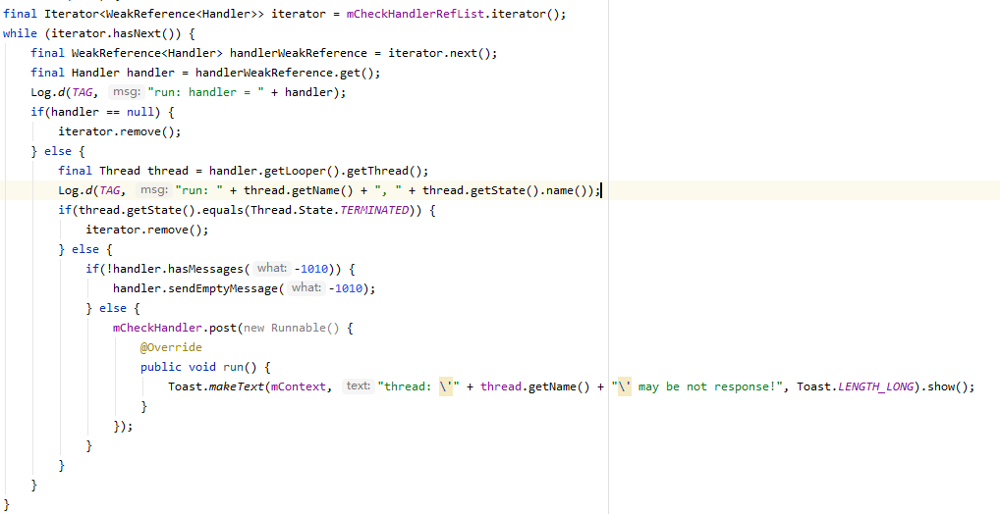 final Iterator<WeakReference<Handler>> iterator = mCheckHandlerRefList.iterator();
while (iterator.hasNext()) {
    final WeakReference<Handler> handlerWeakReference = iterator.next();
    final Handler handler = handlerWeakReference.get();
    Log.d(TAG, msg: "run: handler = " + handler);
    if(handler == null) {
        iterator.remove();
    } else {
        final Thread thread = handler.getLooper().getThread();
        Log.d(TAG, msg: "run: " + thread.getName() + ", " + thread.getState().name());
        if(thread.getState().equals(Thread.State.TERMINATED)) {
            iterator.remove();
        } else {
            if(!handler.hasMessages( what: -1010)) {
                handler.sendEmptyMessage( what: -1010);
            } else {
                mCheckHandler.post(new Runnable() {
                    @Override
                    public void run() {
                        Toast.makeText(mContext, text: "thread: \'" + thread.getName() + "\' may be not response!", Toast.LENGTH_LONG).show();
                    }
                });
            }
        }
    }
}